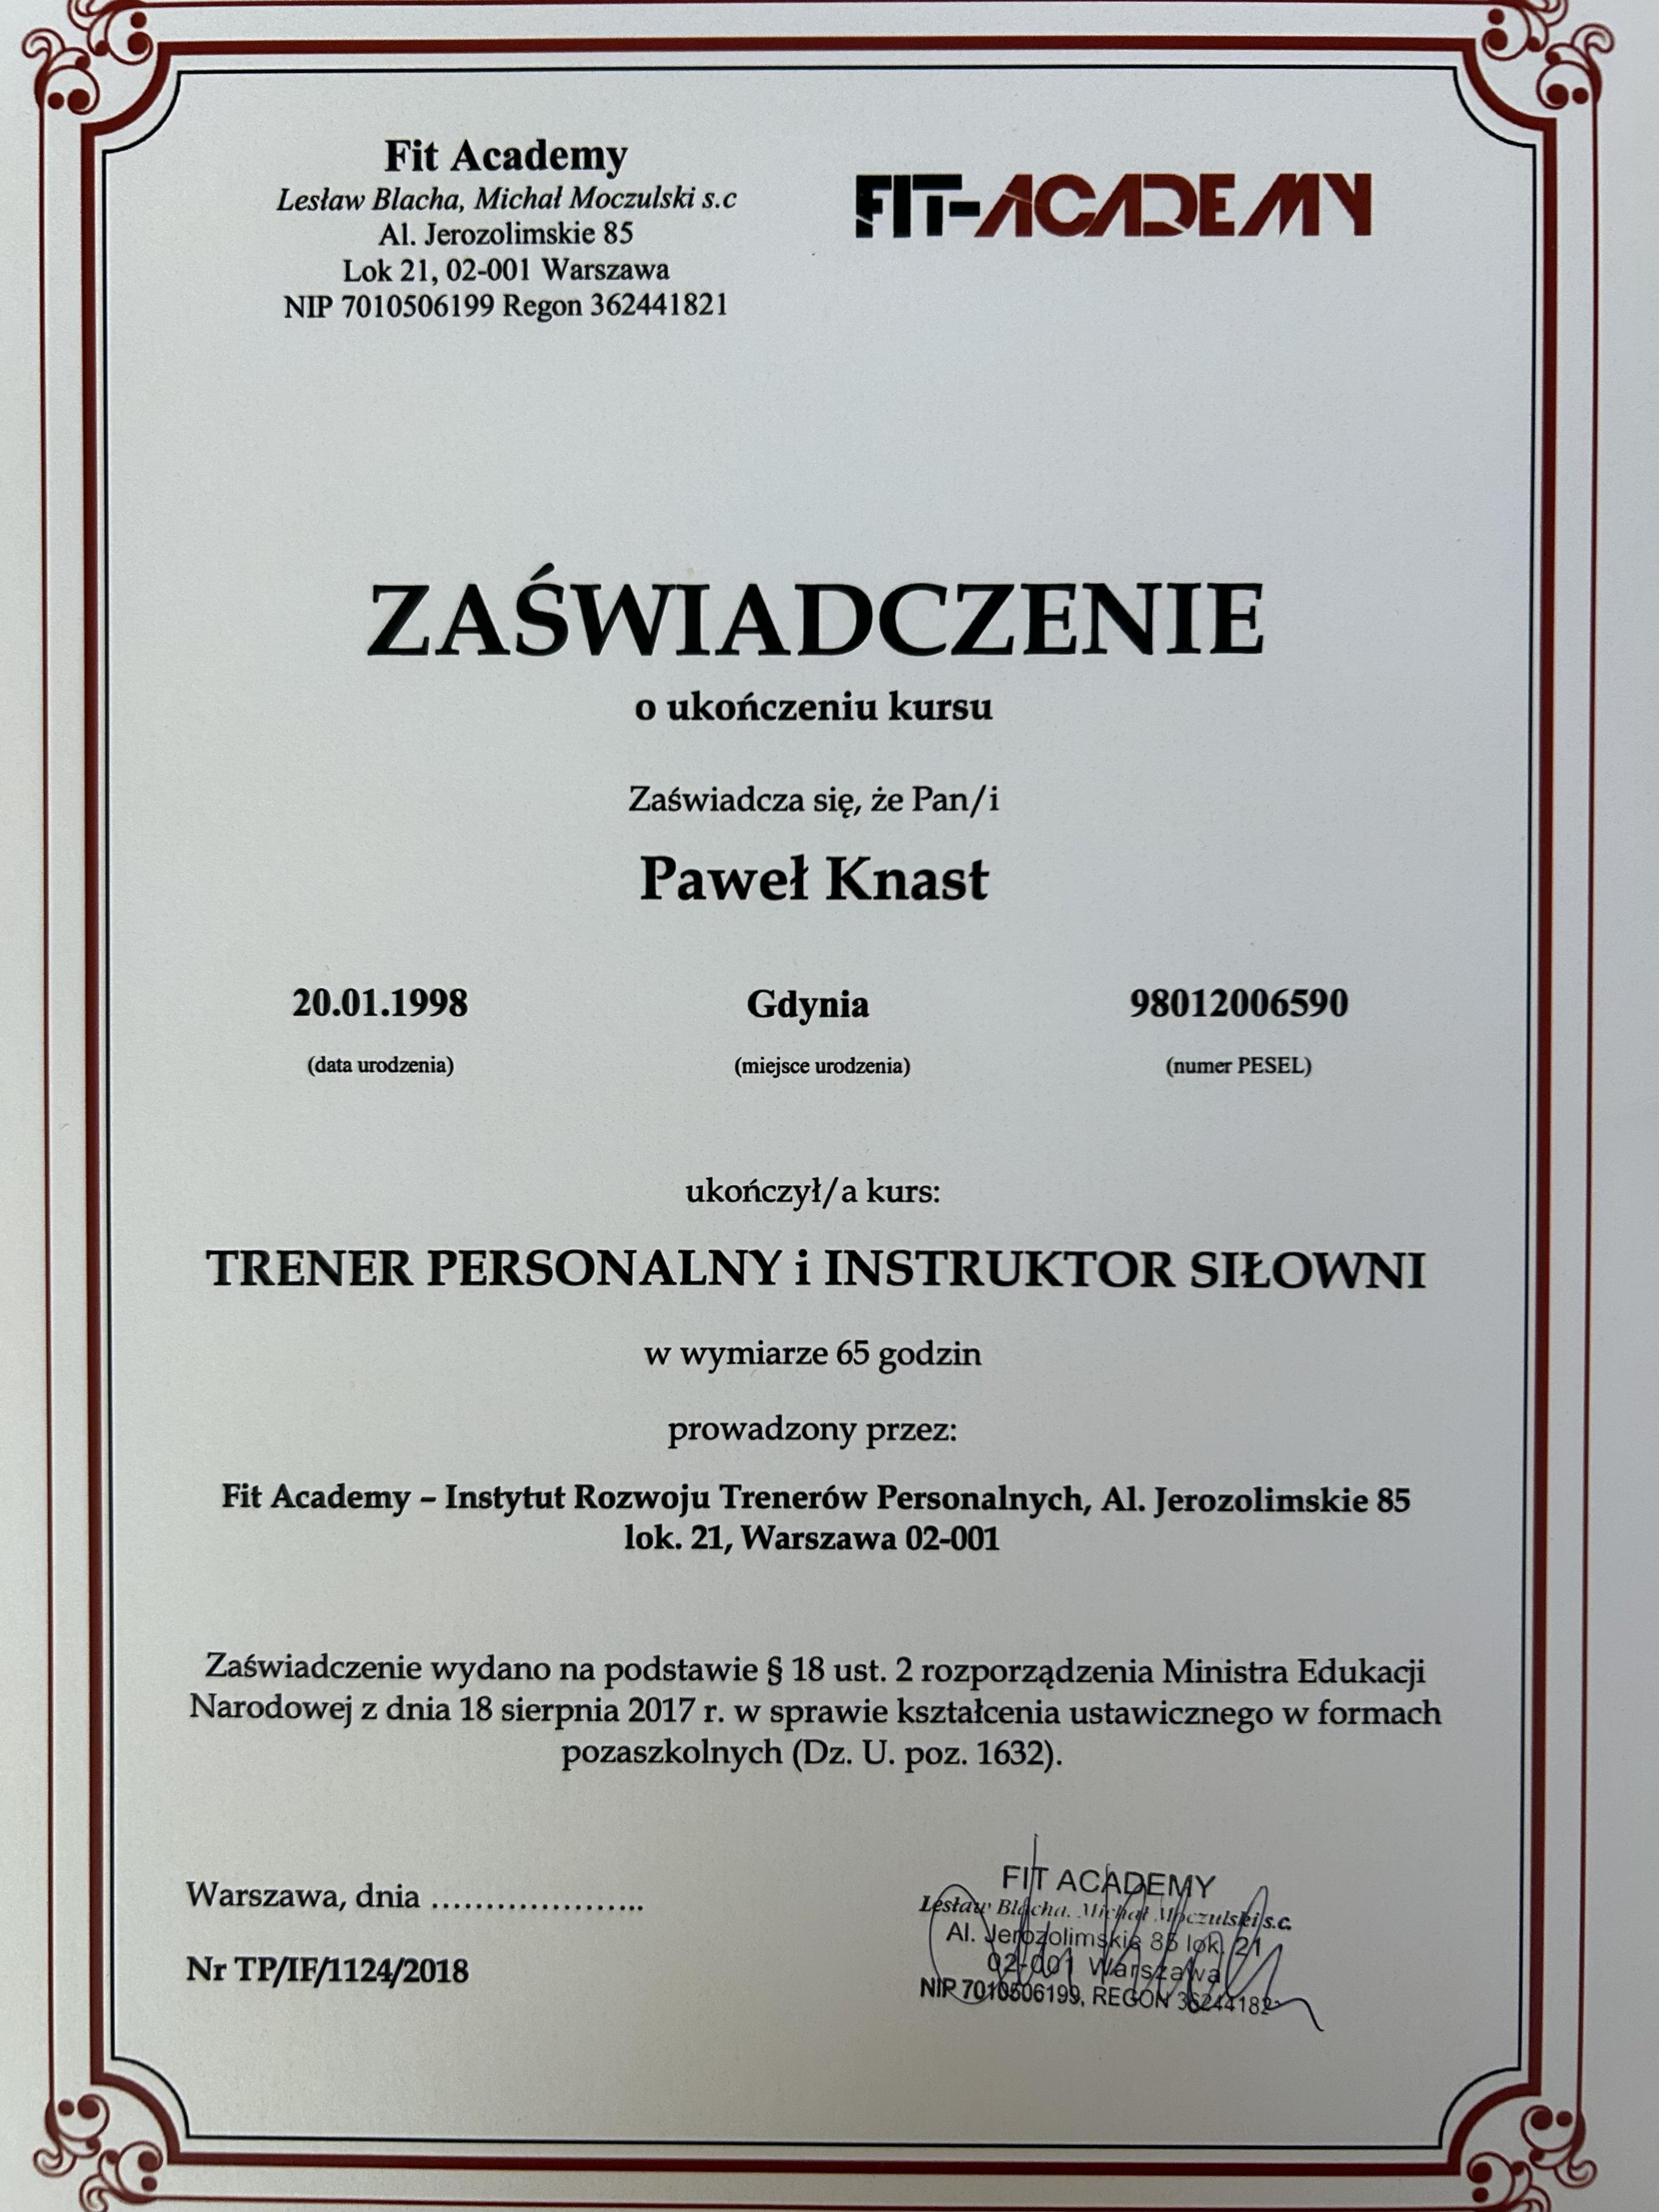 Fit Academy
Lesław Blacha, Michał Moczulski s.c
Al. Jerozolimskie 85
Lok 21, 02-001 Warszawa
NIP 7010506199 Regon 362441821
FIT-ACADEMY
ZAŚWIADCZENIE
o ukończeniu kursu
Zaświadcza się, że Pan/i
Paweł Knast
20.01.1998 Gdynia 98012006590
(data urodzenia) (miejsce urodzenia) (numer PESEL)
ukończył/a kurs:
TRENER PERSONALNY i INSTRUKTOR SIŁOWNI
w wymiarze 65 godzin
prowadzony przez:
Fit Academy – Instytut Rozwoju Trenerów Personalnych, Al. Jerozolimskie 85
lok. 21, Warszawa 02-001
Zaświadczenie wydano na podstawie § 18 ust. 2 rozporządzenia Ministra Edukacji
Narodowej z dnia 18 sierpnia 2017 r. w sprawie kształcenia ustawicznego w formach
pozaszkolnych (Dz. U. poz. 1632).
Warszawa, dnia ....................
Nr TP/IF/1124/2018
FIT ACADEMY
Lesław Blacha, Michał Moczulski s.c.
Al. Jerozolimskie 85 lok. 21
02-001 Warszawa
NIP 7010506199, REGON